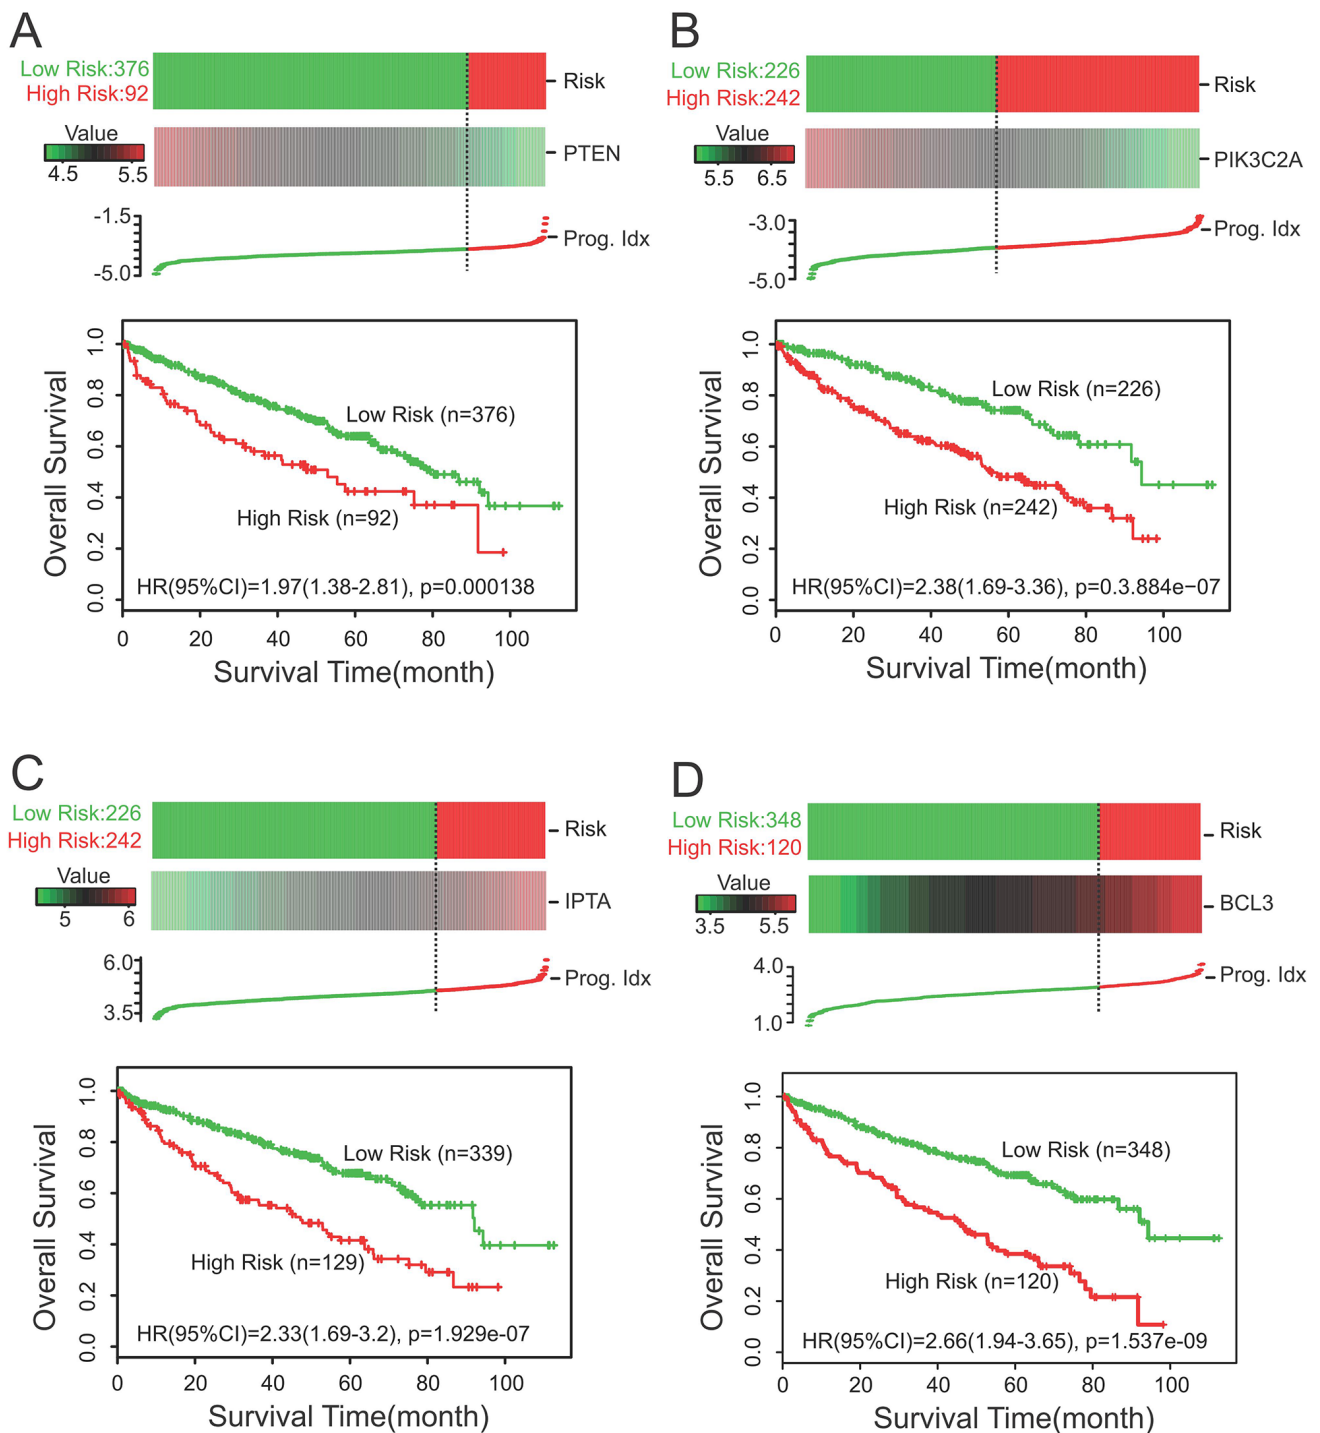 A
Low Risk:376
High Risk:92
Risk
Value
4.5 5.5
PTEN
-1.5
-5.0
Prog. Idx
Overall Survival
1.0
0.8
0.6
0.4
0.2
0.0
Low Risk (n=376)
High Risk (n=92)
HR(95%CI)=1.97(1.38-2.81), p=0.000138
0 20 40 60 80 100
Survival Time(month)
B
Low Risk:226
High Risk:242
Risk
Value
5.5 6.5
PIK3C2A
-3.0
-5.0
Prog. Idx
Overall Survival
1.0
0.8
0.6
0.4
0.2
0.0
Low Risk (n=226)
High Risk (n=242)
HR(95%CI)=2.38(1.69-3.36), p=0.3.884e−07
0 20 40 60 80 100
Survival Time(month)
C
Low Risk:226
High Risk:242
Risk
Value
5 6
IPTA
6.0
3.5
Prog. Idx
Overall Survival
1.0
0.8
0.6
0.4
0.2
0.0
Low Risk (n=339)
High Risk (n=129)
HR(95%CI)=2.33(1.69-3.2), p=1.929e-07
0 20 40 60 80 100
Survival Time(month)
D
Low Risk:348
High Risk:120
Risk
Value
3.5 5.5
BCL3
4.0
1.0
Prog. Idx
Overall Survival
1.0
0.8
0.6
0.4
0.2
0.0
Low Risk (n=348)
High Risk (n=120)
HR(95%CI)=2.66(1.94-3.65), p=1.537e-09
0 20 40 60 80 100
Survival Time(month)